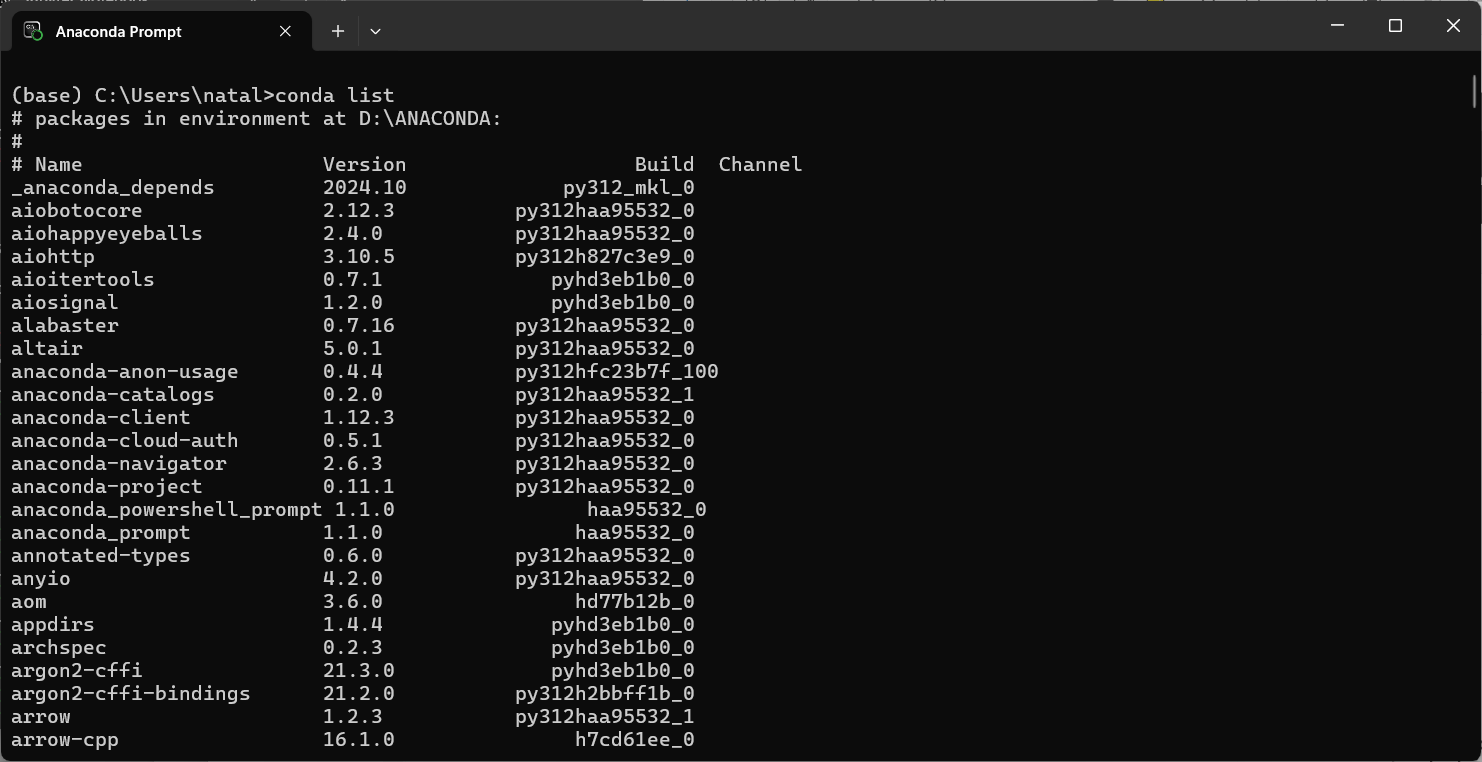 Anaconda Prompt
(base) C:\Users\natal>conda list
# packages in environment at D:\ANACONDA:
#
# Name                    Version                   Build  Channel
_anaconda_depends         2024.10             py312_mkl_0
aiobotocore               2.12.3          py312haa95532_0
aiohappyeyeballs          2.4.0           py312haa95532_0
aiohttp                   3.10.5          py312h827c3e9_0
aioitertools              0.7.1              pyhd3eb1b0_0
aiosignal                 1.2.0              pyhd3eb1b0_0
alabaster                 0.7.16          py312haa95532_0
altair                    5.0.1           py312haa95532_0
anaconda-anon-usage       0.4.4           py312hfc23b7f_100
anaconda-catalogs         0.2.0           py312haa95532_1
anaconda-client           1.12.3          py312haa95532_0
anaconda-cloud-auth       0.5.1           py312haa95532_0
anaconda-navigator        2.6.3           py312haa95532_0
anaconda-project          0.11.1          py312haa95532_0
anaconda_powershell_prompt 1.1.0                haa95532_0
anaconda_prompt           1.1.0                haa95532_0
annotated-types           0.6.0           py312haa95532_0
anyio                     4.2.0           py312haa95532_0
aom                       3.6.0                hd77b12b_0
appdirs                   1.4.4              pyhd3eb1b0_0
archspec                  0.2.3              pyhd3eb1b0_0
argon2-cffi               21.3.0             pyhd3eb1b0_0
argon2-cffi-bindings      21.2.0          py312h2bbff1b_0
arrow                     1.2.3           py312haa95532_1
arrow-cpp                 16.1.0               h7cd61ee_0